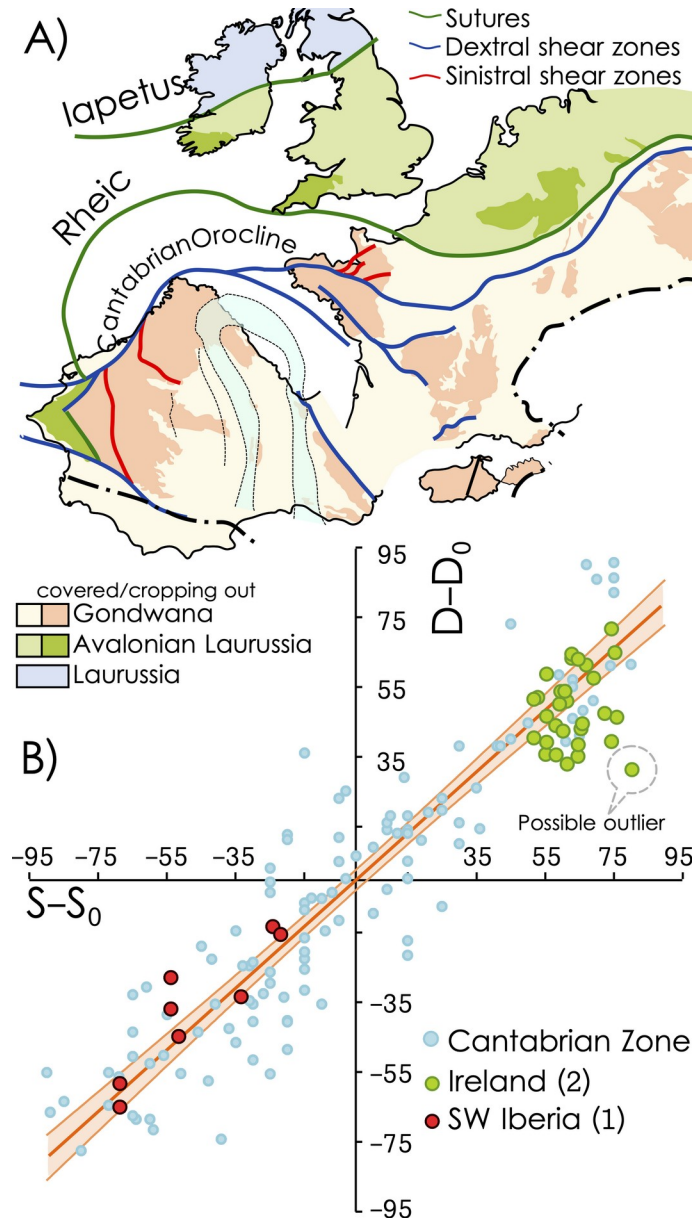 A)
Sutures
Dextral shear zones
Sinistral shear zones
Iapetus
Rheic
CantabrianOrocline
covered/cropping out
Gondwana
Avalonian Laurussia
Laurussia
B)
D–D0
95
75
55
35
Possible outlier
–95 –75 –55 –35 35 55 75 95
S–S0
–35
–55
–75
–95
Cantabrian Zone
Ireland (2)
SW Iberia (1)